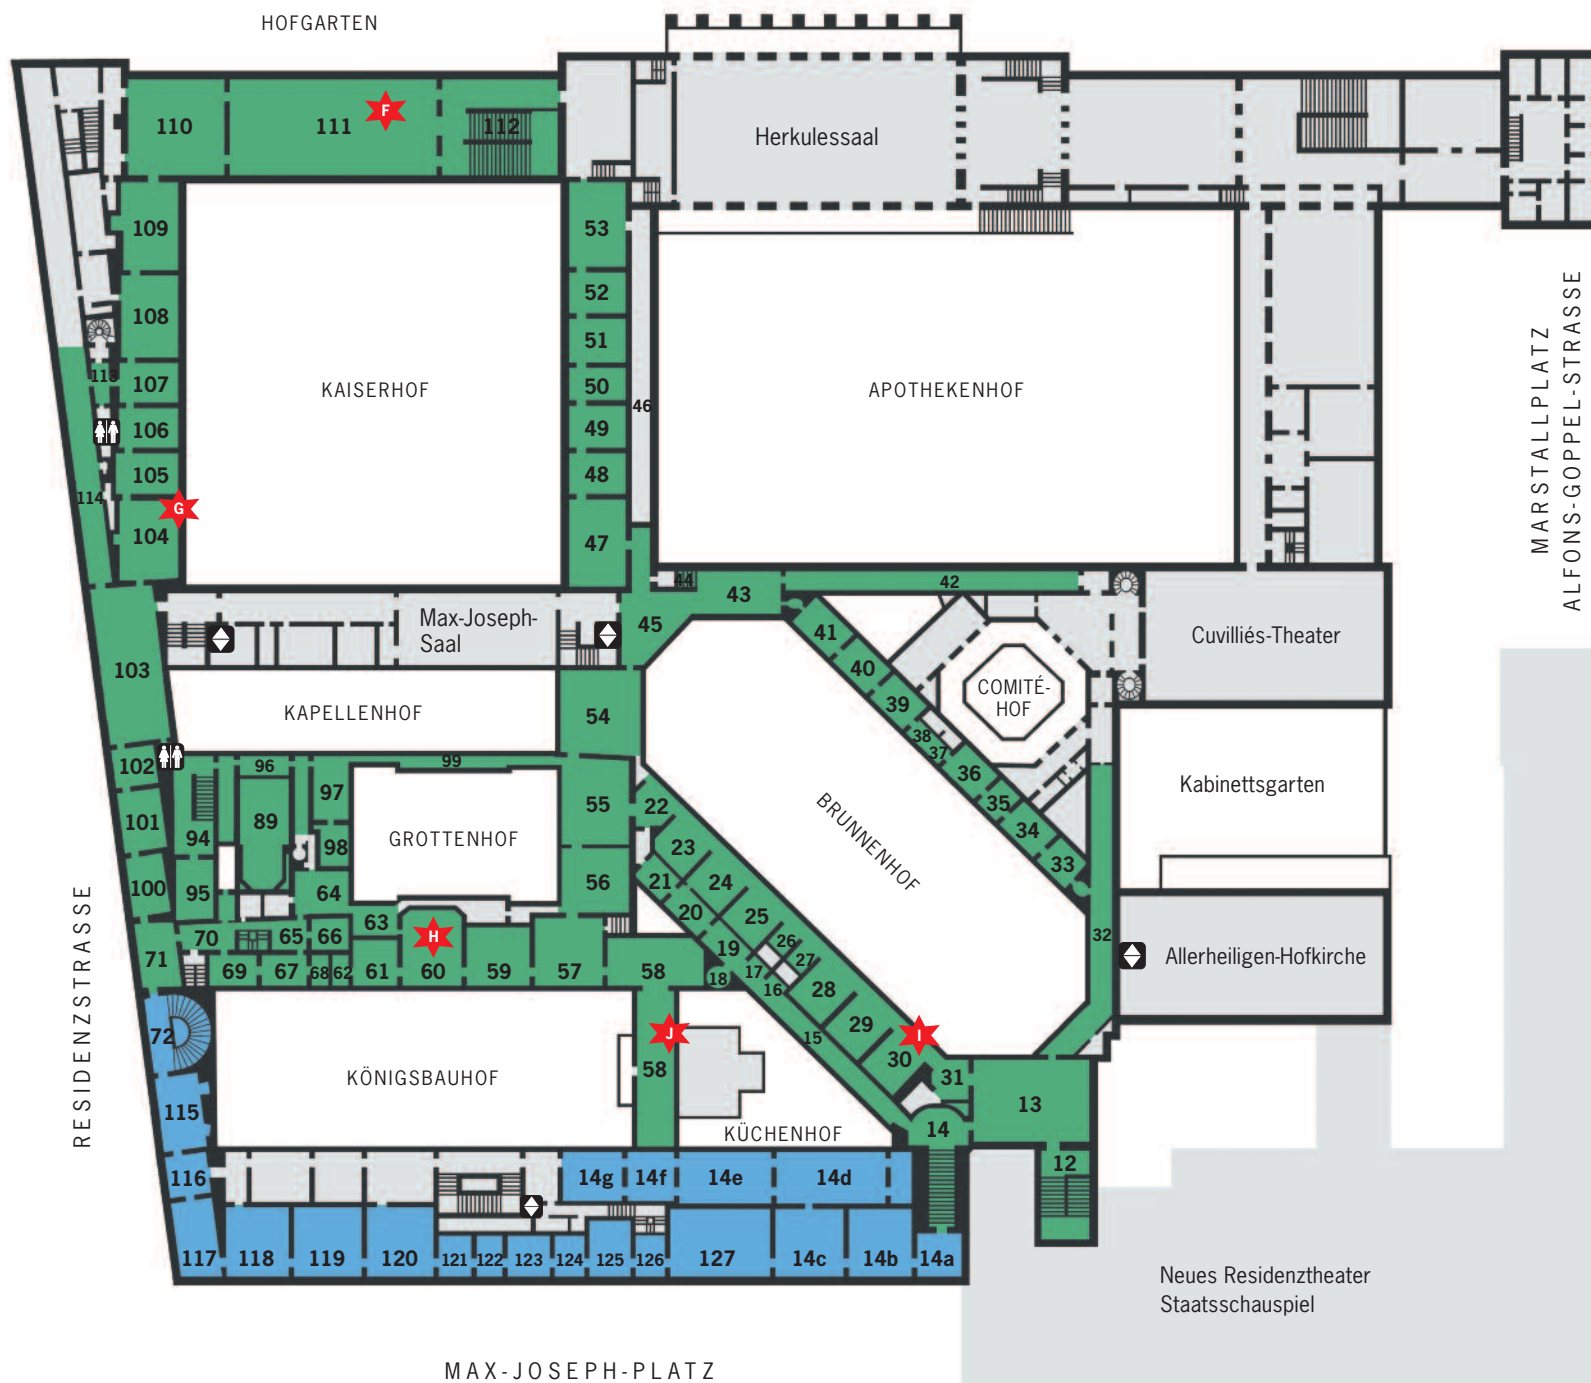 HOFGARTEN
F
110
111
112
Herkulessaal
109
53
108
52
51
113
107
50
KAISERHOF
APOTHEKENHOF
46
106
49
105
48
114
G
104
47
MARSTALLPLATZ
ALFONS-GOPPEL-STRASSE
44
43
42
45
Max-Joseph-
Saal
41
40
39
38
37
36
35
34
33
COMITÉ-
HOF
Cuvilliés-Theater
103
KAPELLENHOF
54
102
96
99
97
55
22
BRUNNENHOF
Kabinettsgarten
101
94
89
98
GROTTENHOF
23
100
95
64
56
21
24
RESIDENZSTRASSE
20
25
63
H
70
65
66
19
26
32
Allerheiligen-Hofkirche
71
69
67
68
62
61
60
59
57
58
18
17
27
16
28
72
J
15
29
I
30
58
31
KÖNIGSBAUHOF
13
115
KÜCHENHOF
14
12
116
14g
14f
14e
14d
117
118
119
120
121
122
123
124
125
126
127
14c
14b
14a
Neues Residenztheater
Staatsschauspiel
MAX-JOSEPH-PLATZ